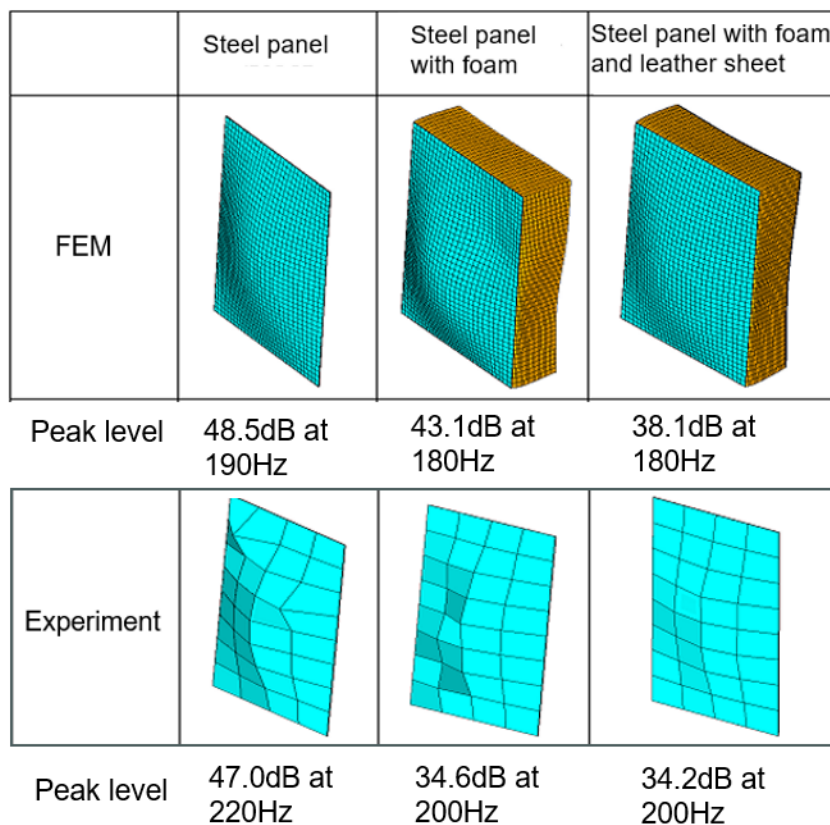 Steel panel
Steel panel
with foam
Steel panel with foam
and leather sheet
FEM
Peak level
48.5dB at
190Hz
43.1dB at
180Hz
38.1dB at
180Hz
Experiment
Peak level
47.0dB at
220Hz
34.6dB at
200Hz
34.2dB at
200Hz